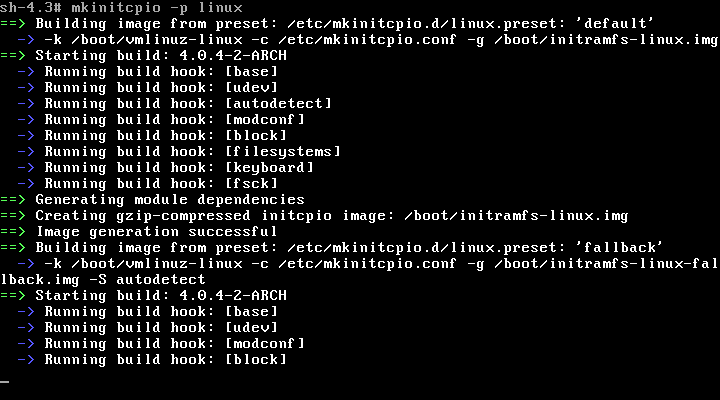 sh-4.3# mkinitcpio -p linux
==> Building image from preset: /etc/mkinitcpio.d/linux.preset: 'default'
  -> -k /boot/vmlinuz-linux -c /etc/mkinitcpio.conf -g /boot/initramfs-linux.img
==> Starting build: 4.0.4-2-ARCH
  -> Running build hook: [base]
  -> Running build hook: [udev]
  -> Running build hook: [autodetect]
  -> Running build hook: [modconf]
  -> Running build hook: [block]
  -> Running build hook: [filesystems]
  -> Running build hook: [keyboard]
  -> Running build hook: [fsck]
==> Generating module dependencies
==> Creating gzip-compressed initcpio image: /boot/initramfs-linux.img
==> Image generation successful
==> Building image from preset: /etc/mkinitcpio.d/linux.preset: 'fallback'
  -> -k /boot/vmlinuz-linux -c /etc/mkinitcpio.conf -g /boot/initramfs-linux-fal
lback.img -S autodetect
==> Starting build: 4.0.4-2-ARCH
  -> Running build hook: [base]
  -> Running build hook: [udev]
  -> Running build hook: [modconf]
  -> Running build hook: [block]